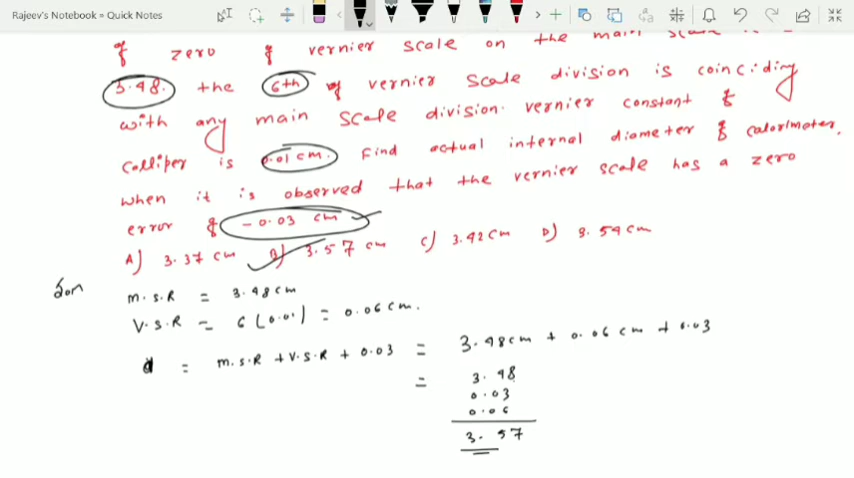 Rajeev's Notebook » Quick Notes
of zero of vernier scale on the main
3.48. the 6th of vernier scale division is coinciding
with any main scale division. vernier constant of
calliper is 0.01 cm. Find actual internal diameter of calorimeter
when it is observed that the vernier scale has a zero
error of -0.03 cm
A) 3.37 cm B) 3.57 cm C) 3.42 cm D) 3.54 cm
Son M.S.R = 3.48 cm
V.S.R = 6 (0.01) = 0.06 cm.
d = M.S.R + V.S.R + 0.03 = 3.48 cm + 0.06 cm + 0.03
= 3.48
0.03
0.06
3.57